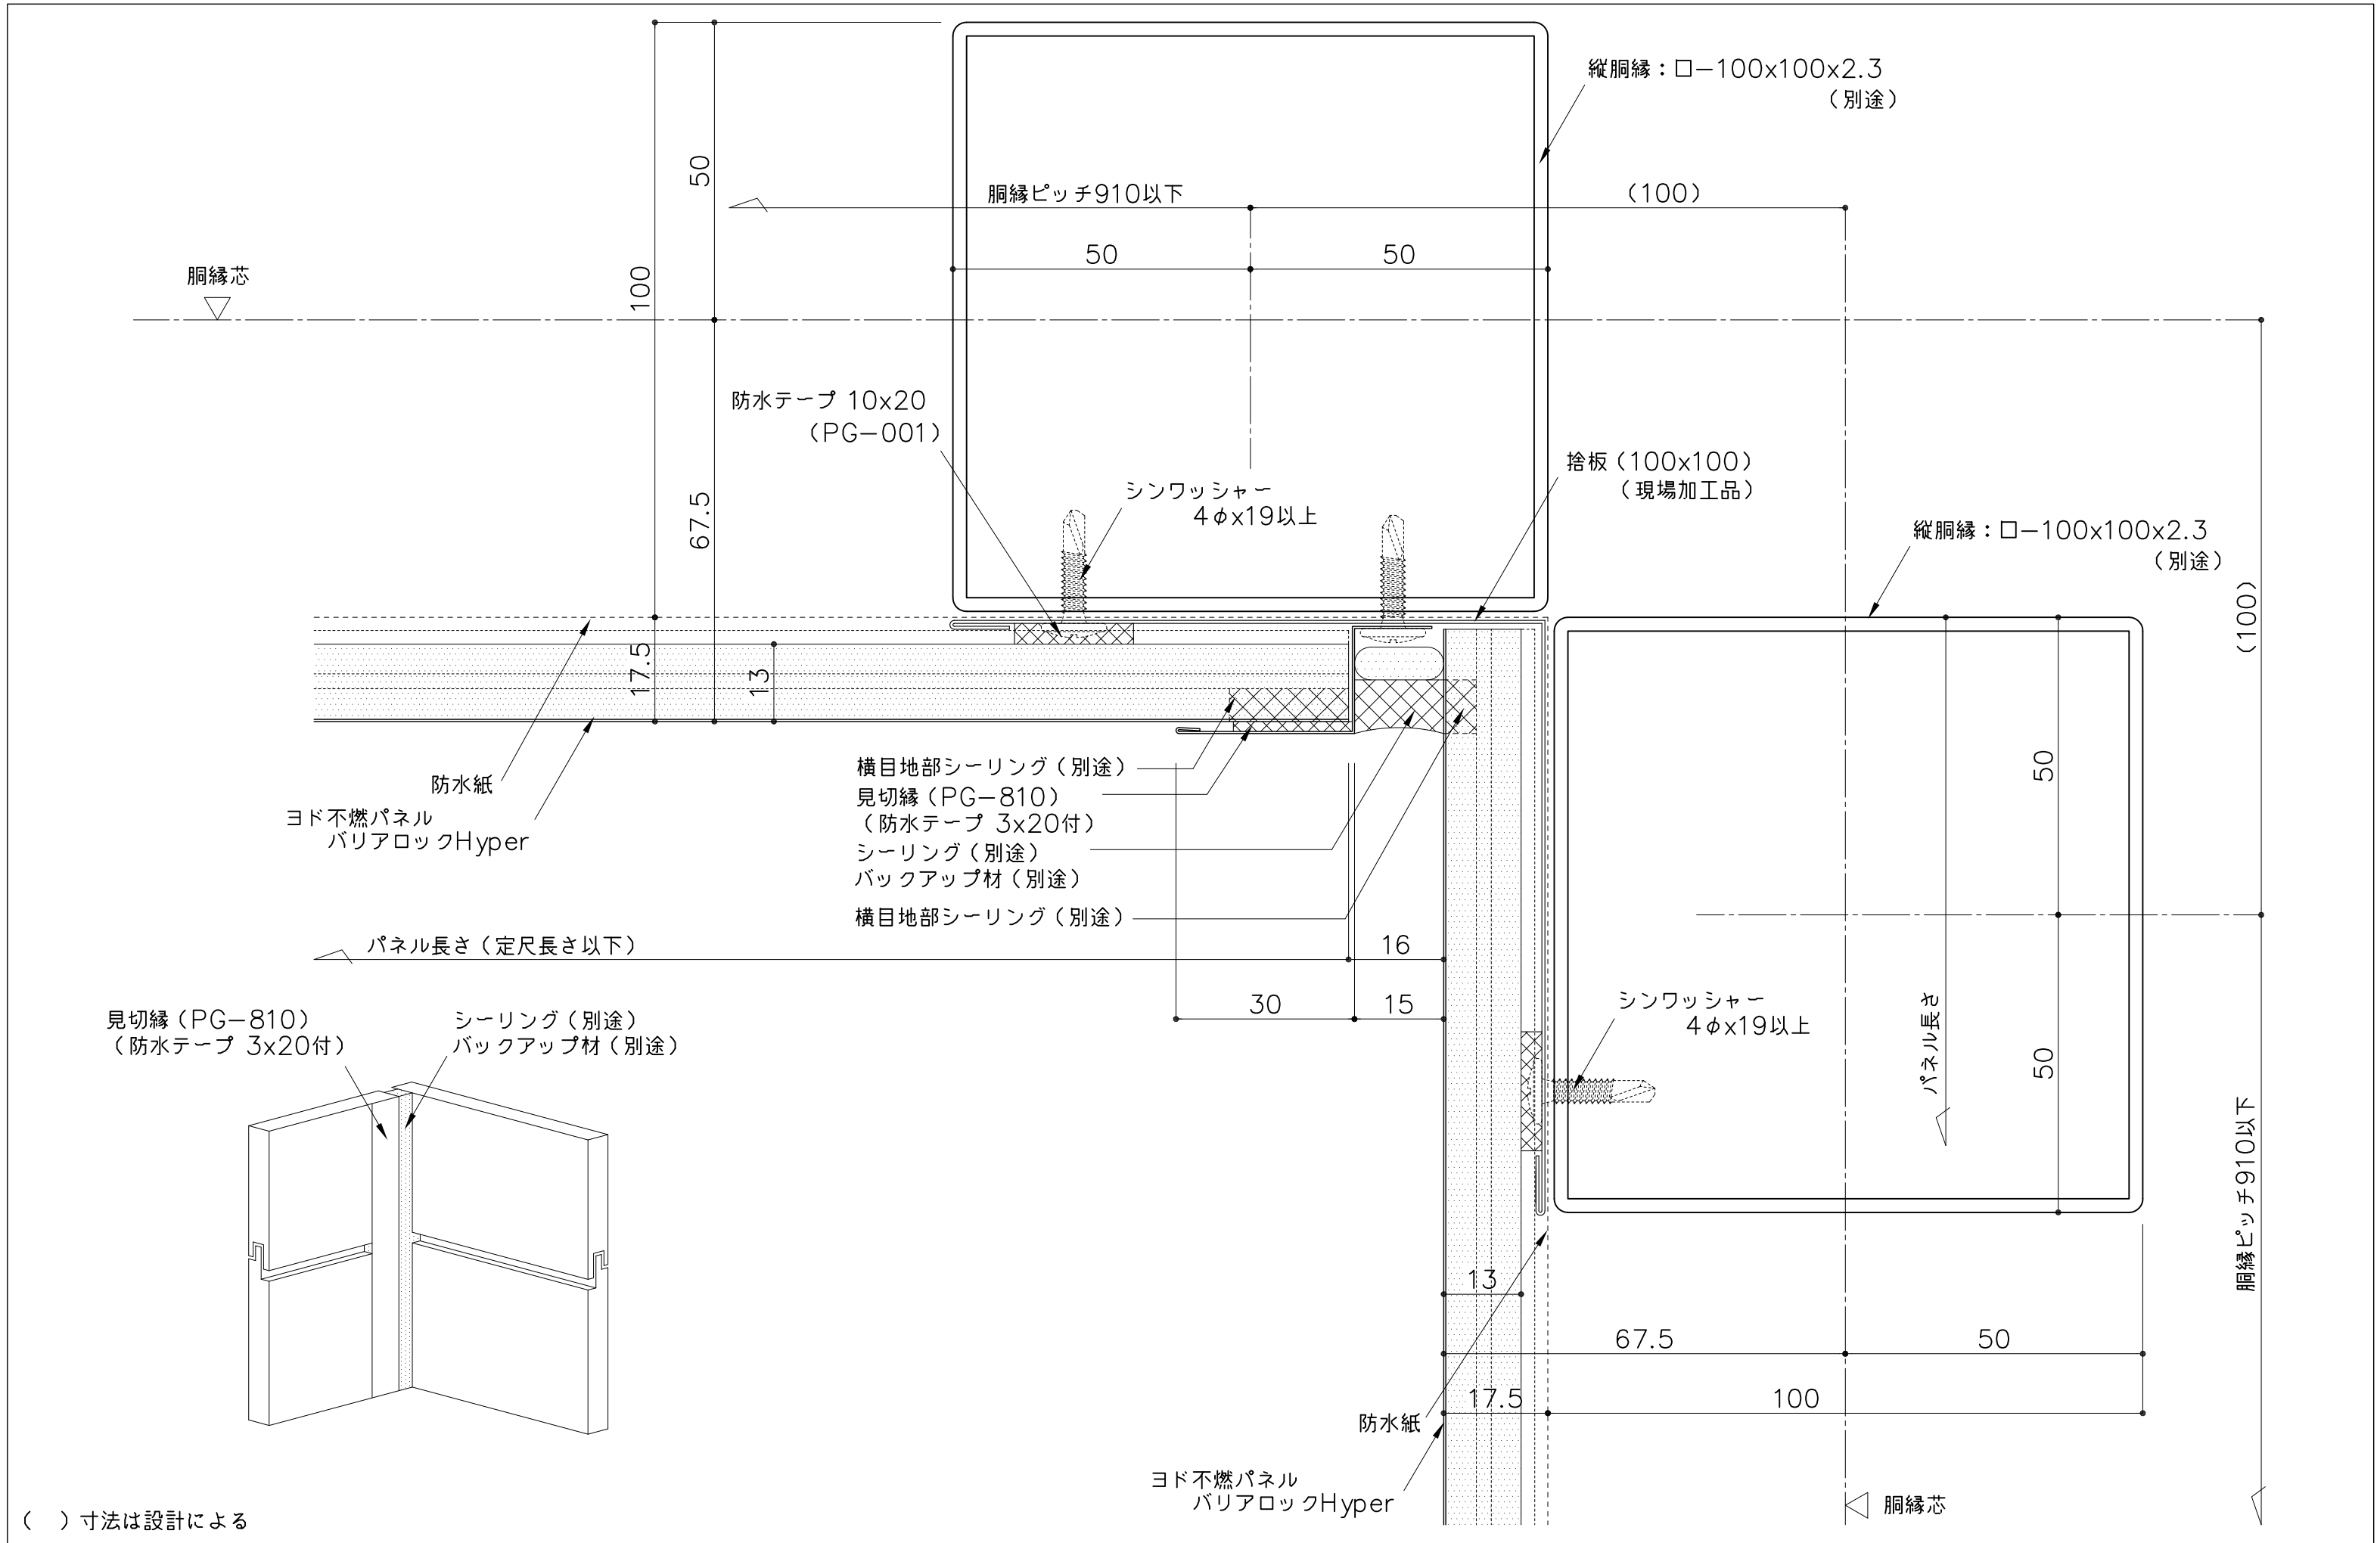 縦胴縁：ロ－100x100x2.3
（別途）
胴縁ピッチ910以下
（100）
50
50
50
100
胴縁芯
防水テープ 10x20
（PG－001）
シンワッシャー
4φx19以上
捨板（100x100）
（現場加工品）
67.5
縦胴縁：ロ－100x100x2.3
（別途）
（100）
17.5
13
防水紙
ヨド不燃パネル
バリアロックHyper
横目地部シーリング（別途）
見切縁（PG－810）
（防水テープ 3x20付）
シーリング（別途）
バックアップ材（別途）
横目地部シーリング（別途）
50
パネル長さ（定尺長さ以下）
16
30
15
シンワッシャー
4φx19以上
パネル長さ
50
見切縁（PG－810）
（防水テープ 3x20付）
シーリング（別途）
バックアップ材（別途）
胴縁ピッチ910以下
13
67.5
50
17.5
100
防水紙
ヨド不燃パネル
バリアロックHyper
胴縁芯
（　）寸法は設計による